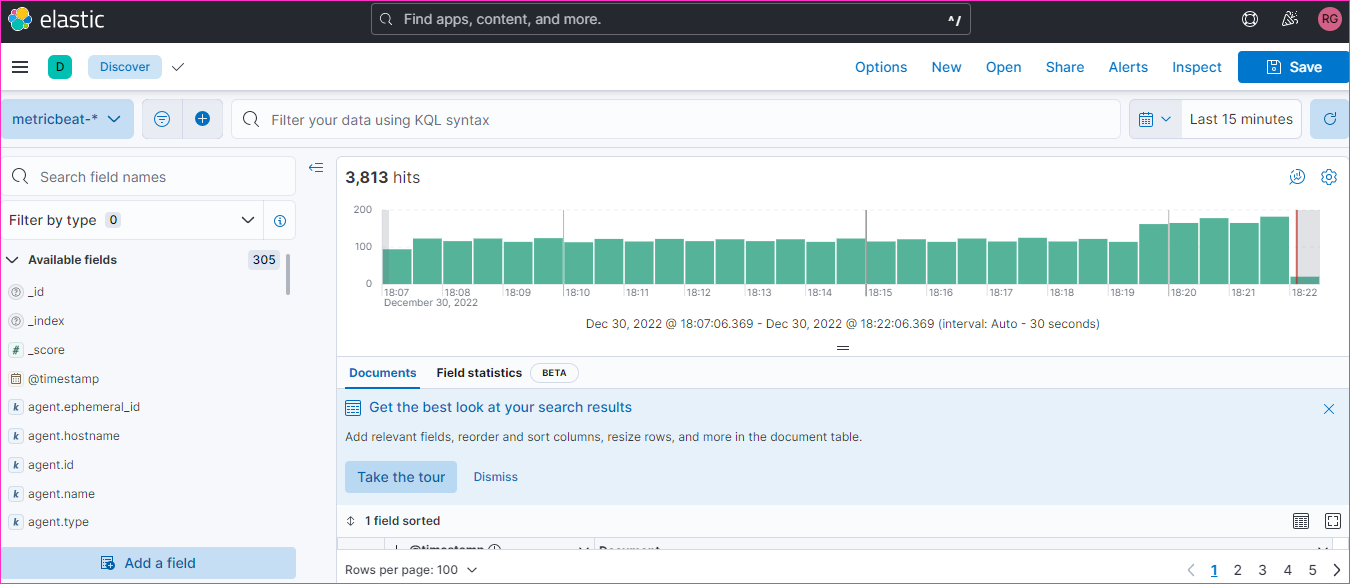 elastic
Find apps, content, and more.
^/
RG
D
Discover
Options
New
Open
Share
Alerts
Inspect
Save
metricbeat-*
Filter your data using KQL syntax
Last 15 minutes
Search field names
Filter by type 0
Available fields 305
_id
_index
# _score
@timestamp
k agent.ephemeral_id
k agent.hostname
k agent.id
k agent.name
k agent.type
Add a field
3,813 hits
200
100
0
18:07 18:08 18:09 18:10 18:11 18:12 18:13 18:14 18:15 18:16 18:17 18:18 18:19 18:20 18:21 18:22
December 30, 2022
Dec 30, 2022 @ 18:07:06.369 - Dec 30, 2022 @ 18:22:06.369 (interval: Auto - 30 seconds)
Documents
Field statistics BETA
Get the best look at your search results
Add relevant fields, reorder and sort columns, resize rows, and more in the document table.
Take the tour
Dismiss
1 field sorted
@timestamp Document
Rows per page: 100
1 2 3 4 5